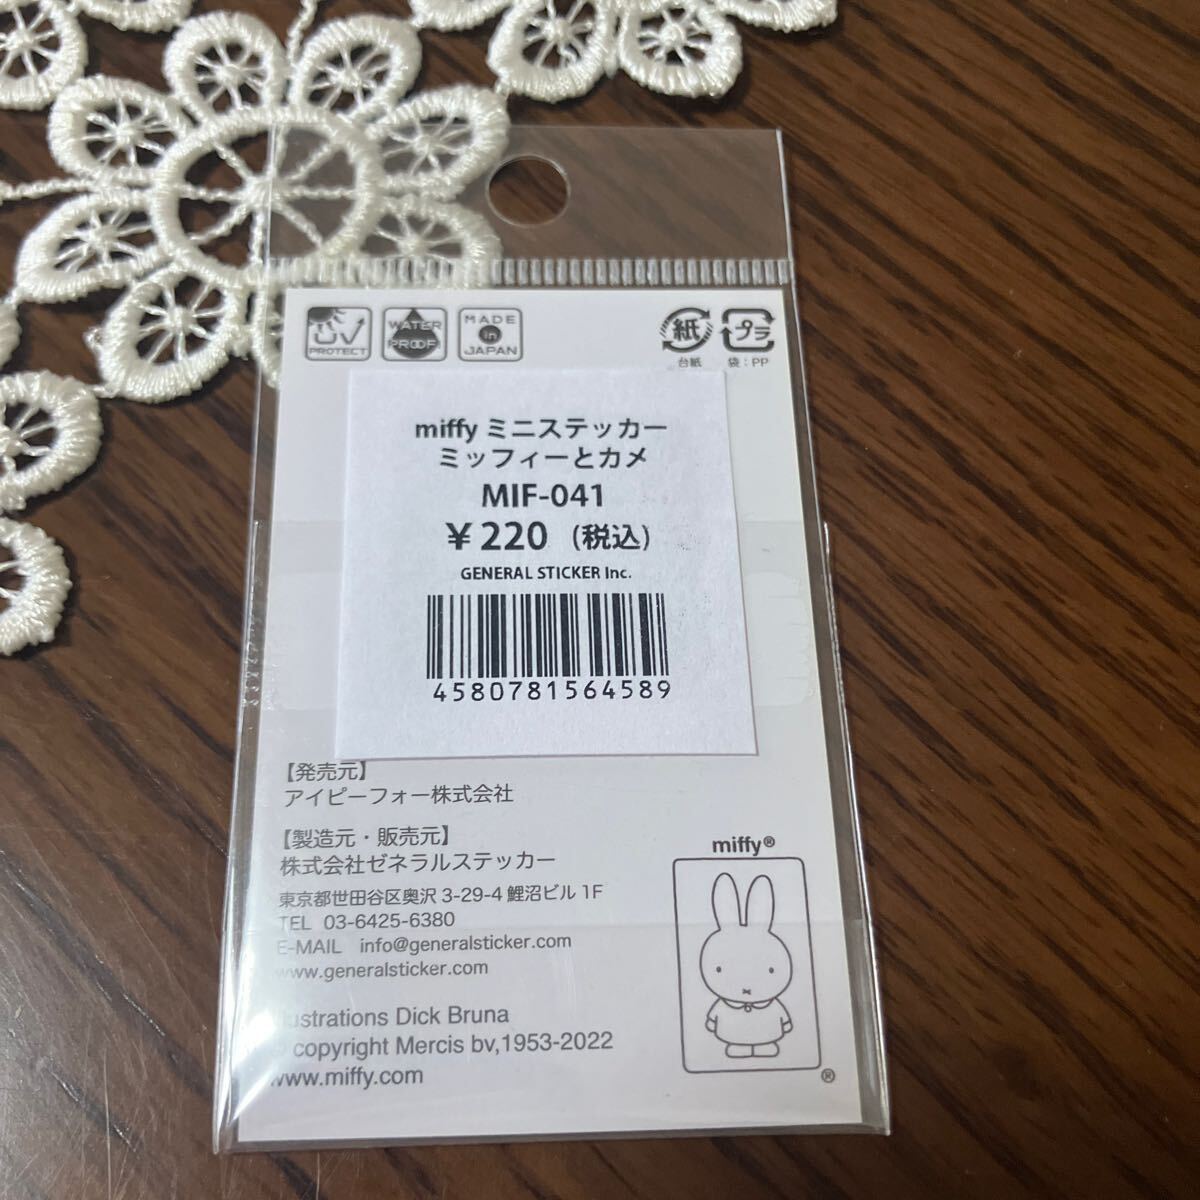 UV
PROTECT
WATER
PROOF
MADE
in
JAPAN
紙
台紙
プラ
袋：PP
miffy ミニステッカー
ミッフィーとカメ
MIF-041
￥220 (税込)
GENERAL STICKER Inc.
4580781564589
【発売元】
アイピーフォー株式会社
【製造元・販売元】
株式会社ゼネラルステッカー
東京都世田谷区奥沢 3-29-4 鯉沼ビル 1F
TEL 03-6425-6380
E-MAIL info@generalsticker.com
www.generalsticker.com
Illustrations Dick Bruna
© copyright Mercis bv,1953-2022
www.miffy.com
miffy®
®